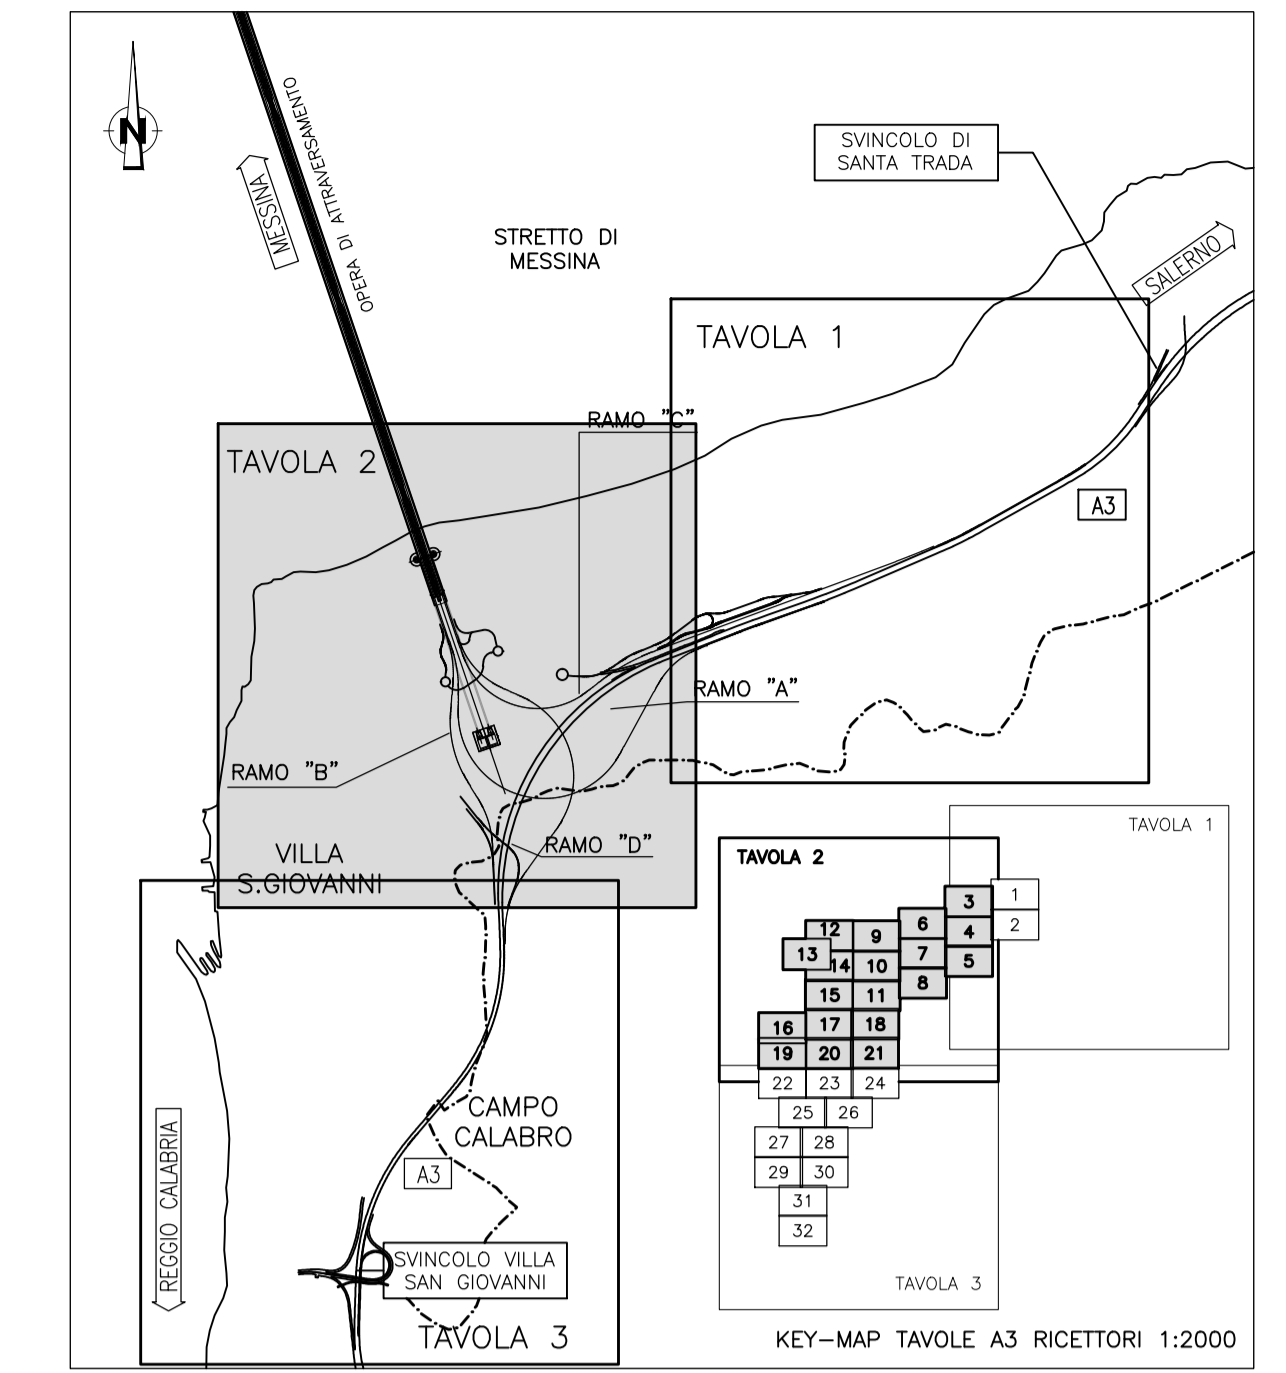 N
MESSINA
OPERA DI ATTRAVERSAMENTO
STRETTO DI
MESSINA
SVINCOLO DI
SANTA TRADA
SALERNO
TAVOLA 1
RAMO "C"
TAVOLA 2
A3
RAMO "A"
RAMO "B"
RAMO "D"
VILLA
S.GIOVANNI
CAMPO
CALABRO
A3
REGGIO CALABRIA
SVINCOLO VILLA
SAN GIOVANNI
TAVOLA 3
TAVOLA 1
TAVOLA 2
3
1
12
9
6
4
2
13
14
10
7
5
15
11
8
16
17
18
19
20
21
22
23
24
25
26
27
28
29
30
31
32
TAVOLA 3
KEY-MAP TAVOLE A3 RICETTORI 1:2000